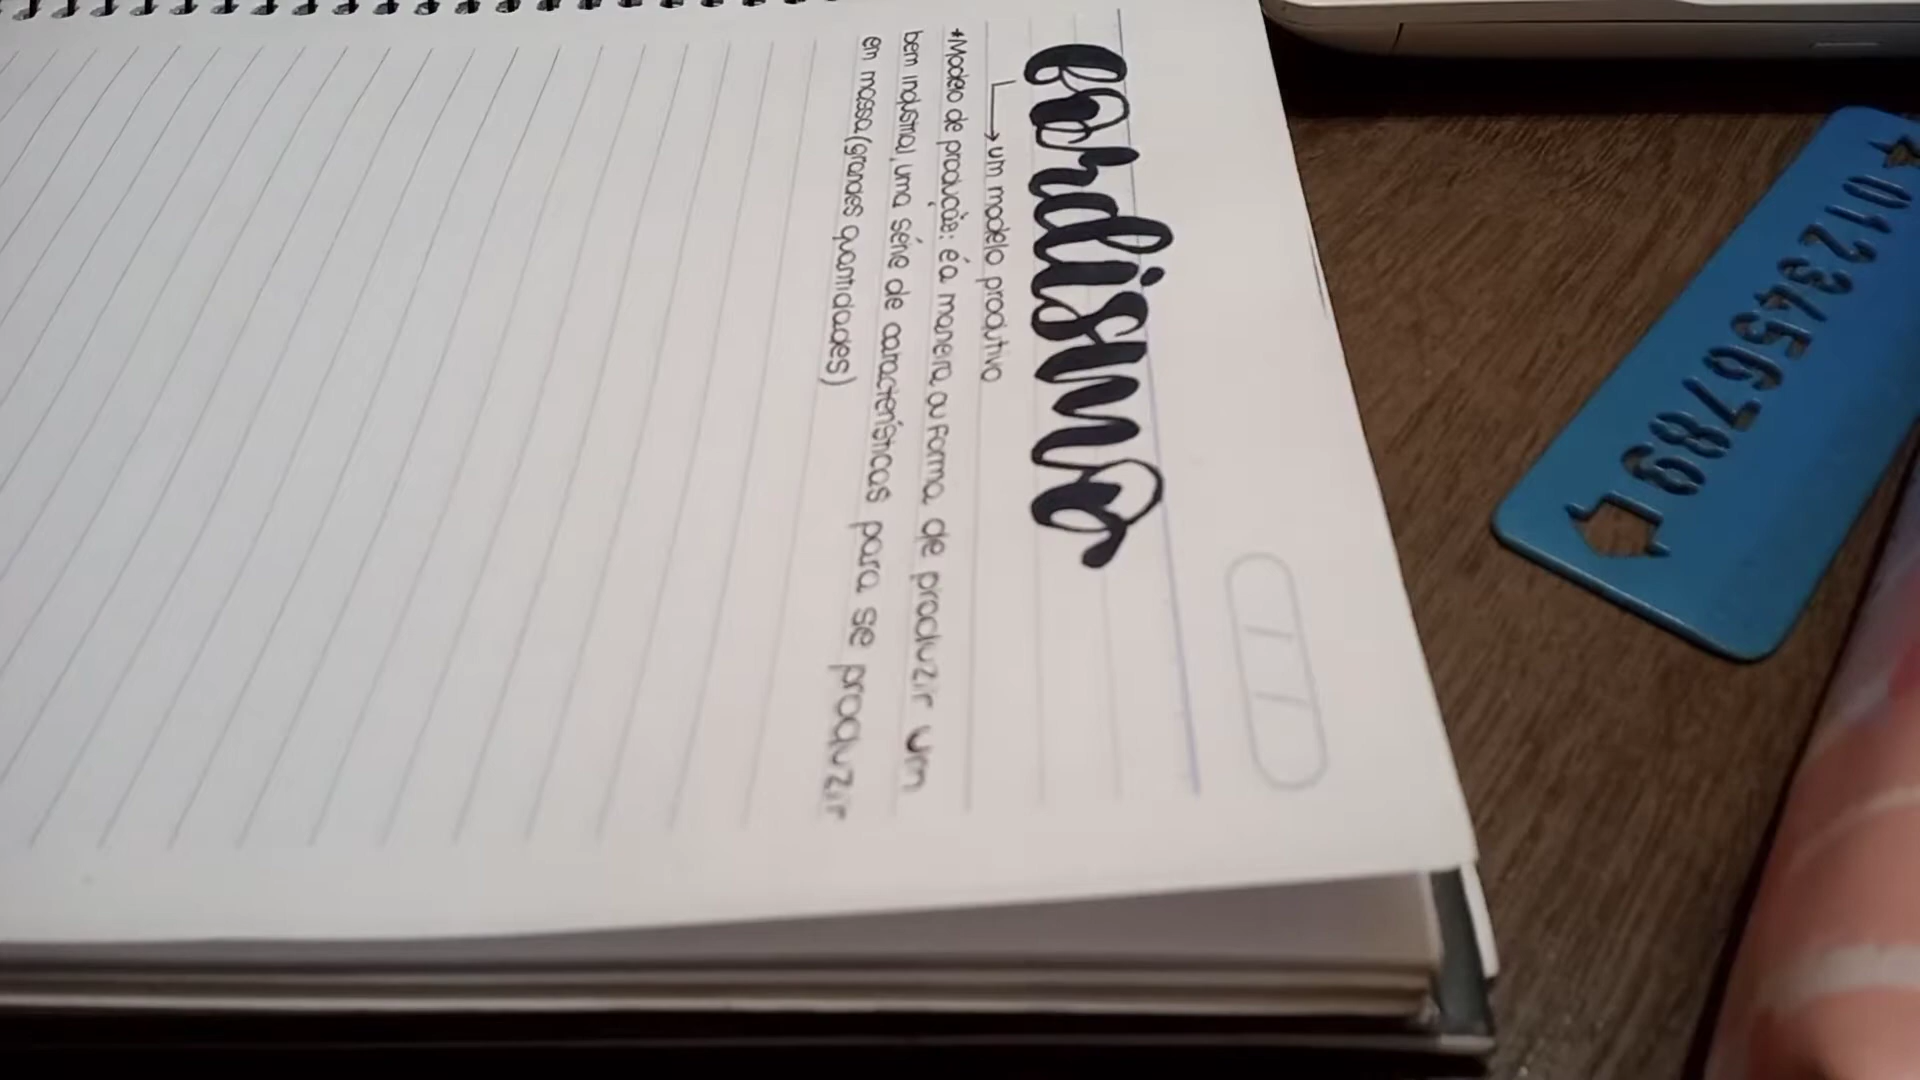 fordismo
↳ um modelo produtivo
*Modelo de produção: é a maneira ou forma de produzir um
bem industrial, uma série de características para se produzir
em massa (grandes quantidades)
0123456789